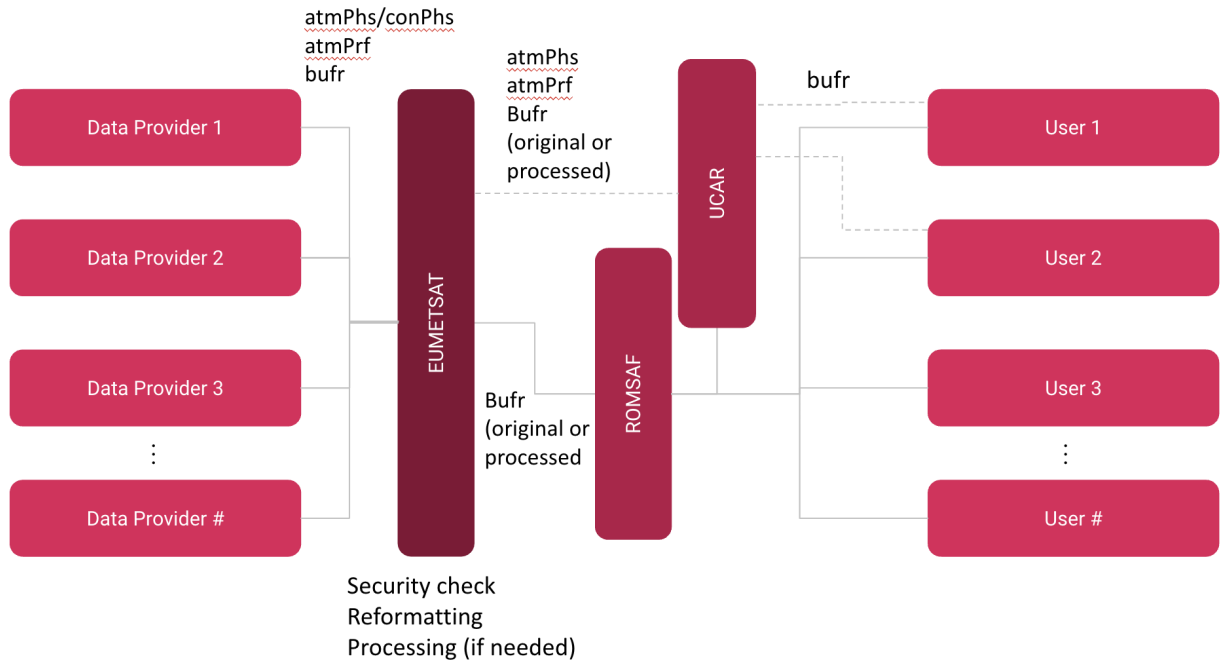 atmPhs/conPhs
atmPrf
bufr
atmPhs
atmPrf
Bufr
(original or
processed)
bufr
Data Provider 1
Data Provider 2
Data Provider 3
⋮
Data Provider #
EUMETSAT
Security check
Reformatting
Processing (if needed)
Bufr
(original or
processed
ROMSAF
UCAR
User 1
User 2
User 3
⋮
User #